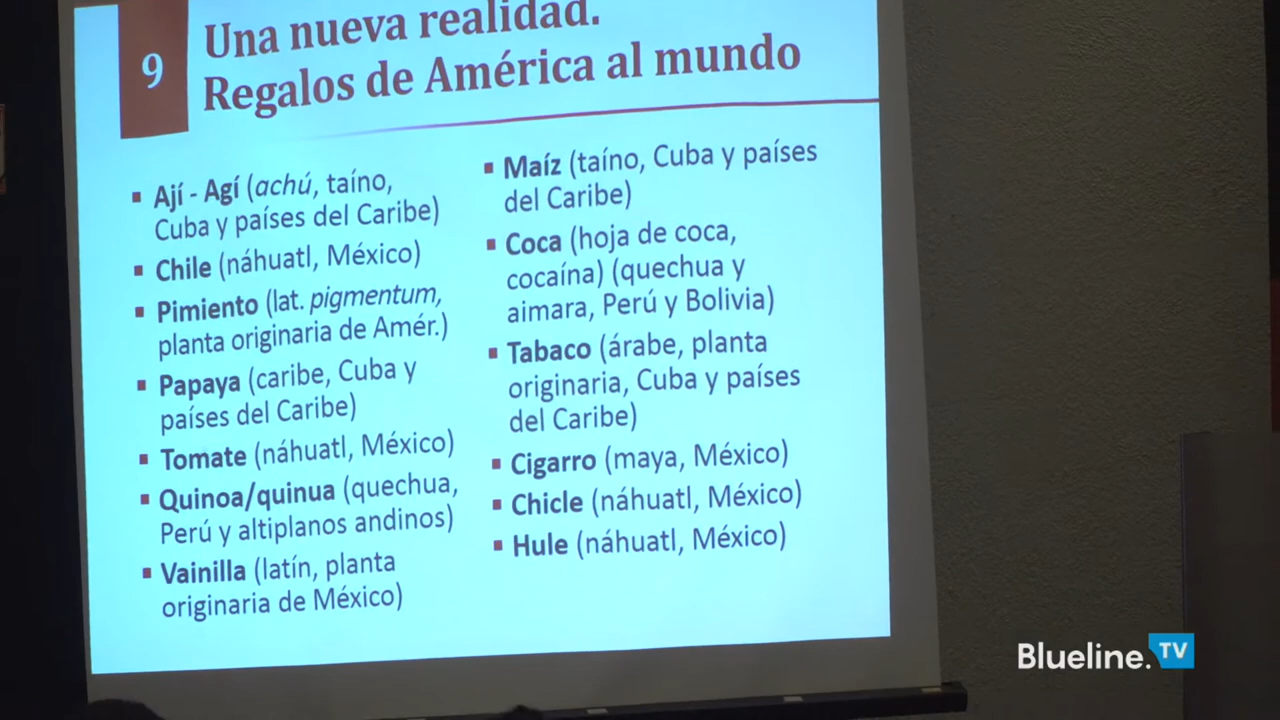 9
Una nueva realidad.
Regalos de América al mundo
▪ Ají - Agí (achú, taíno,
Cuba y países del Caribe)
▪ Chile (náhuatl, México)
▪ Pimiento (lat. pigmentum,
planta originaria de Amér.)
▪ Papaya (caribe, Cuba y
países del Caribe)
▪ Tomate (náhuatl, México)
▪ Quinoa/quinua (quechua,
Perú y altiplanos andinos)
▪ Vainilla (latín, planta
originaria de México)
▪ Maíz (taíno, Cuba y países
del Caribe)
▪ Coca (hoja de coca,
cocaína) (quechua y
aimara, Perú y Bolivia)
▪ Tabaco (árabe, planta
originaria, Cuba y países
del Caribe)
▪ Cigarro (maya, México)
▪ Chicle (náhuatl, México)
▪ Hule (náhuatl, México)
Blueline.TV